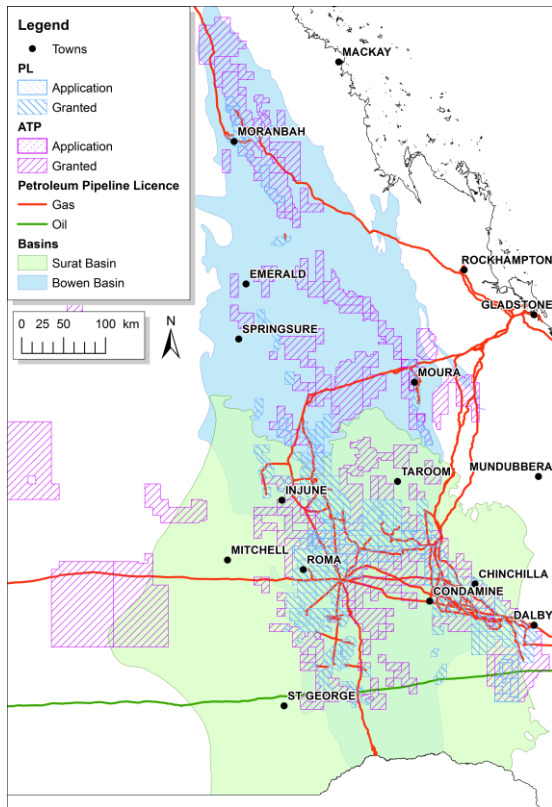 Legend
Towns
PL
Application
Granted
ATP
Application
Granted
Petroleum Pipeline Licence
Gas
Oil
Basins
Surat Basin
Bowen Basin
0 25 50 100 km
N
MACKAY
MORANBAH
ROCKHAMPTON
EMERALD
GLADSTONE
SPRINGSURE
MOURA
TAROOM
MUNDUBBERA
INJUNE
MITCHELL
ROMA
CHINCHILLA
CONDAMINE
DALBY
ST GEORGE